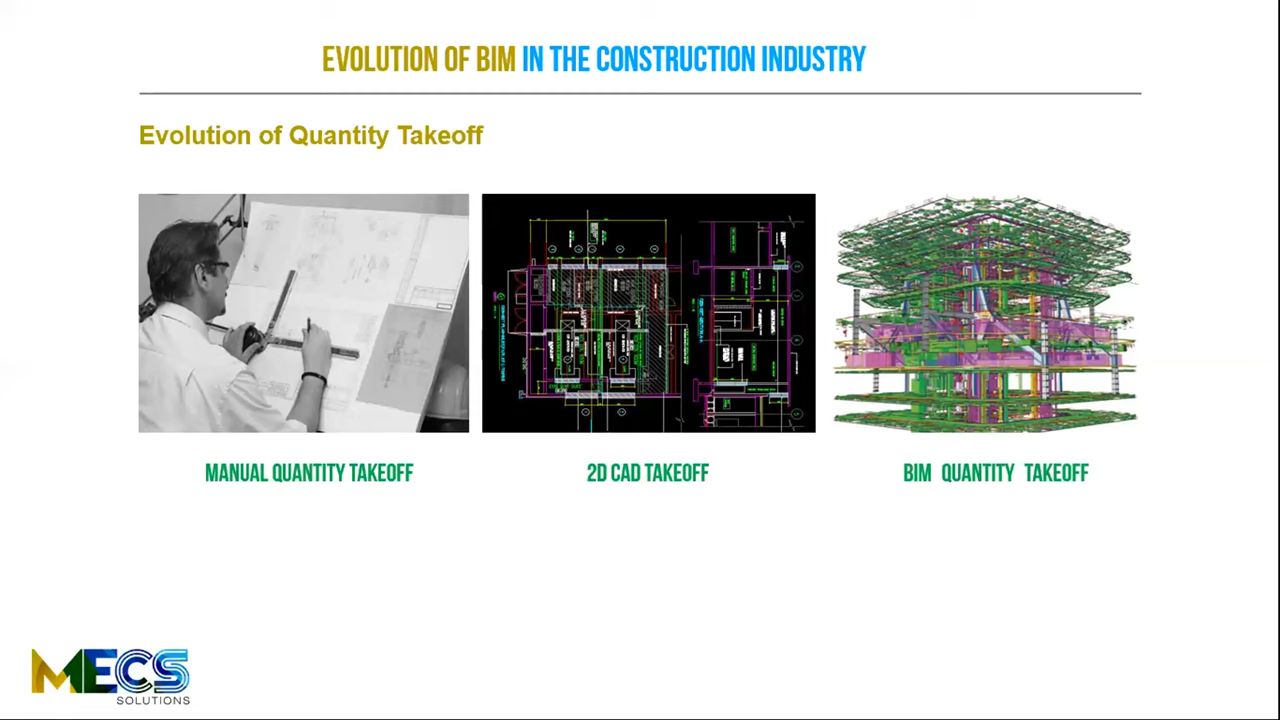 EVOLUTION OF BIM IN THE CONSTRUCTION INDUSTRY
Evolution of Quantity Takeoff
MANUAL QUANTITY TAKEOFF
2D CAD TAKEOFF
BIM QUANTITY TAKEOFF
MECS
SOLUTIONS